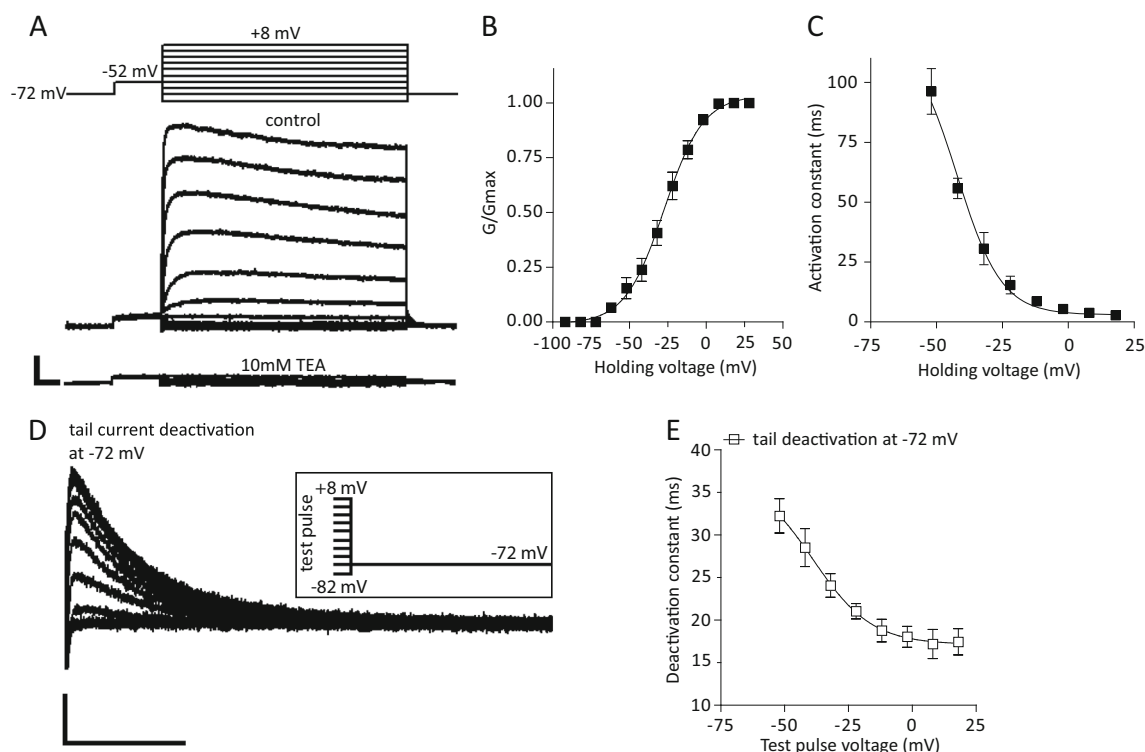 A
+8 mV
-52 mV
-72 mV
control
10mM TEA
B
G/Gmax
1.00
0.75
0.50
0.25
0.00
-100 -75 -50 -25 0 25 50
Holding voltage (mV)
C
Activation constant (ms)
100
75
50
25
0
-75 -50 -25 0 25
Holding voltage (mV)
D
tail current deactivation
at -72 mV
+8 mV
test pulse
-72 mV
-82 mV
E
tail deactivation at -72 mV
Deactivation constant (ms)
40
35
30
25
20
15
10
-75 -50 -25 0 25
Test pulse voltage (mV)